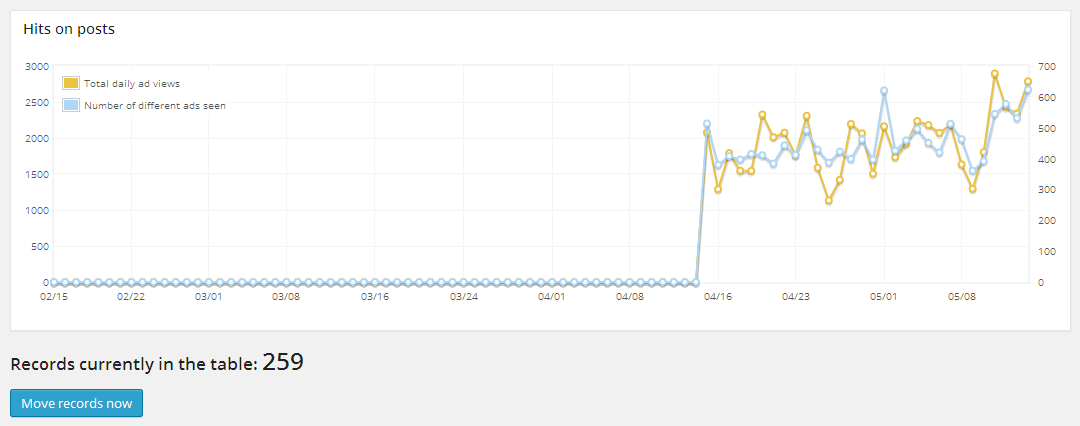 Hits on posts
3000 700
Total daily ad views
2500 600
Number of different ads seen
2000 500
1500 400
300
1000 200
500 100
0 0
02/15 02/22 03/01 03/08 03/16 03/24 04/01 04/08 04/16 04/23 05/01 05/08
Records currently in the table: 259
Move records now